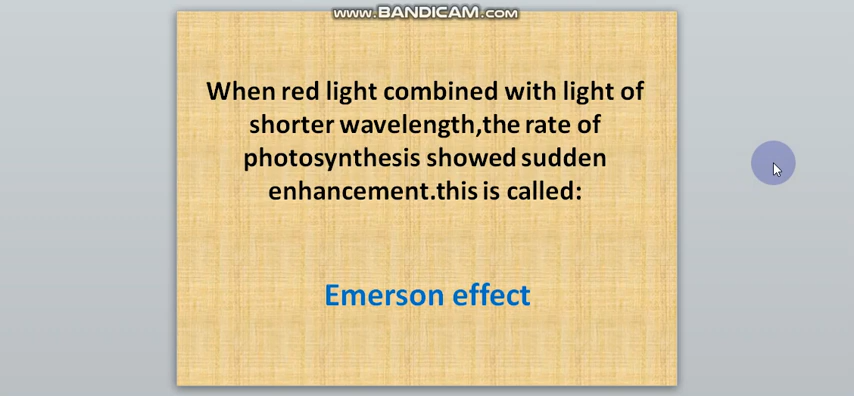 www.BANDICAM.com
When red light combined with light of
shorter wavelength,the rate of
photosynthesis showed sudden
enhancement.this is called:
Emerson effect